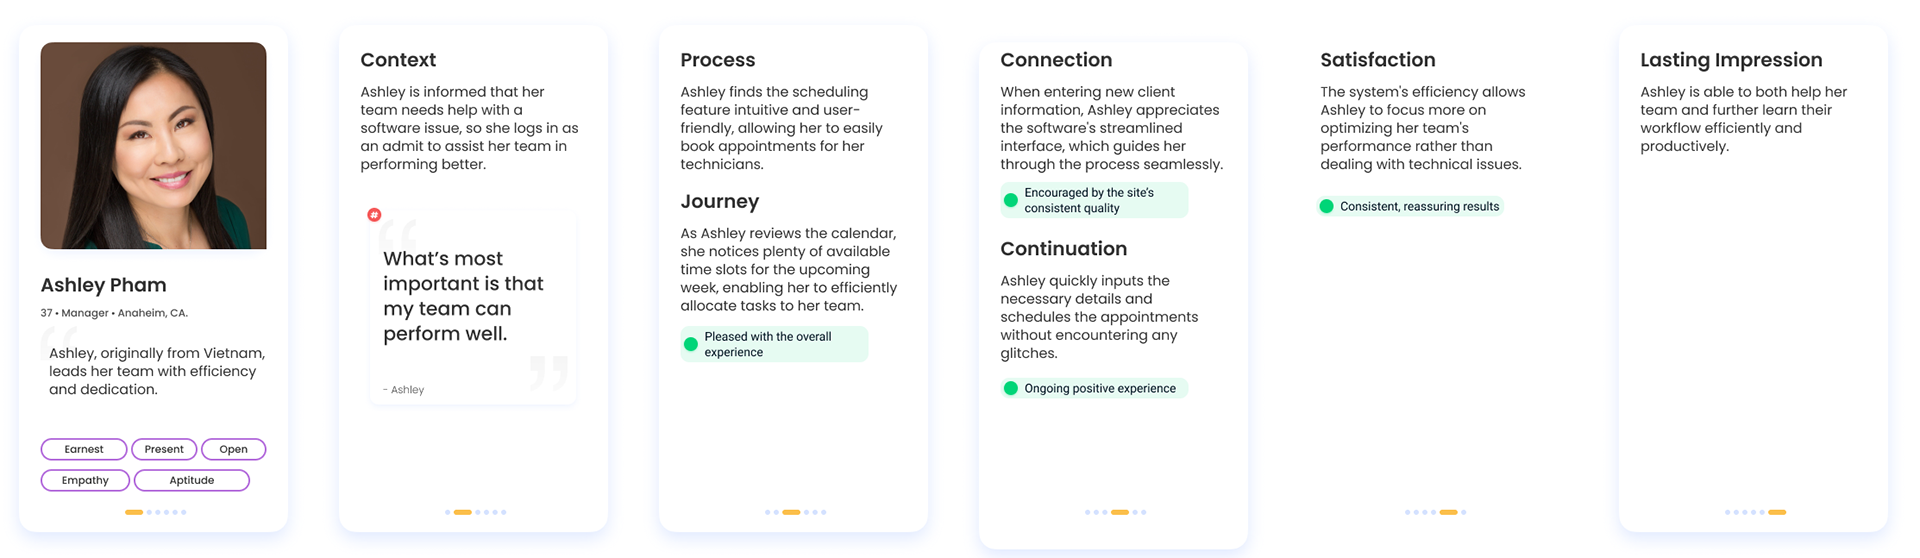 Ashley Pham
37 • Manager • Anaheim, CA.
Ashley, originally from Vietnam,
leads her team with efficiency
and dedication.
Earnest
Present
Open
Empathy
Aptitude
Context
Ashley is informed that her
team needs help with a
software issue, so she logs in as
an admit to assist her team in
performing better.
#
“
What’s most
important is that
my team can
perform well.
”
- Ashley
Process
Ashley finds the scheduling
feature intuitive and user-
friendly, allowing her to easily
book appointments for her
technicians.
Journey
As Ashley reviews the calendar,
she notices plenty of available
time slots for the upcoming
week, enabling her to efficiently
allocate tasks to her team.
Pleased with the overall
experience
Connection
When entering new client
information, Ashley appreciates
the software's streamlined
interface, which guides her
through the process seamlessly.
Encouraged by the site’s
consistent quality
Continuation
Ashley quickly inputs the
necessary details and
schedules the appointments
without encountering any
glitches.
Ongoing positive experience
Satisfaction
The system's efficiency allows
Ashley to focus more on
optimizing her team's
performance rather than
dealing with technical issues.
Consistent, reassuring results
Lasting Impression
Ashley is able to both help her
team and further learn their
workflow efficiently and
productively.